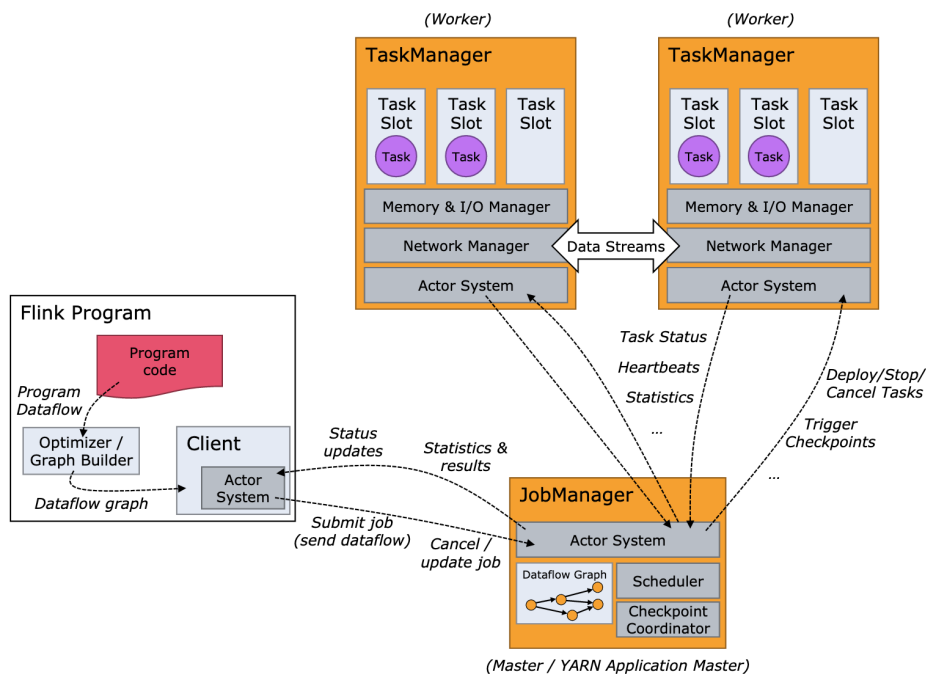 (Worker)
TaskManager
Task
Slot
Task
Task
Slot
Task
Task
Slot
Memory & I/O Manager
Network Manager
Actor System
(Worker)
TaskManager
Task
Slot
Task
Task
Slot
Task
Task
Slot
Memory & I/O Manager
Network Manager
Actor System
Data Streams
Flink Program
Program
code
Program
Dataflow
Optimizer /
Graph Builder
Dataflow graph
Client
Actor
System
Status
updates
Statistics &
results
Submit job
(send dataflow)
Cancel /
update job
Task Status
Heartbeats
Statistics
...
Deploy/Stop/
Cancel Tasks
Trigger
Checkpoints
...
JobManager
Actor System
Dataflow Graph
Scheduler
Checkpoint
Coordinator
(Master / YARN Application Master)